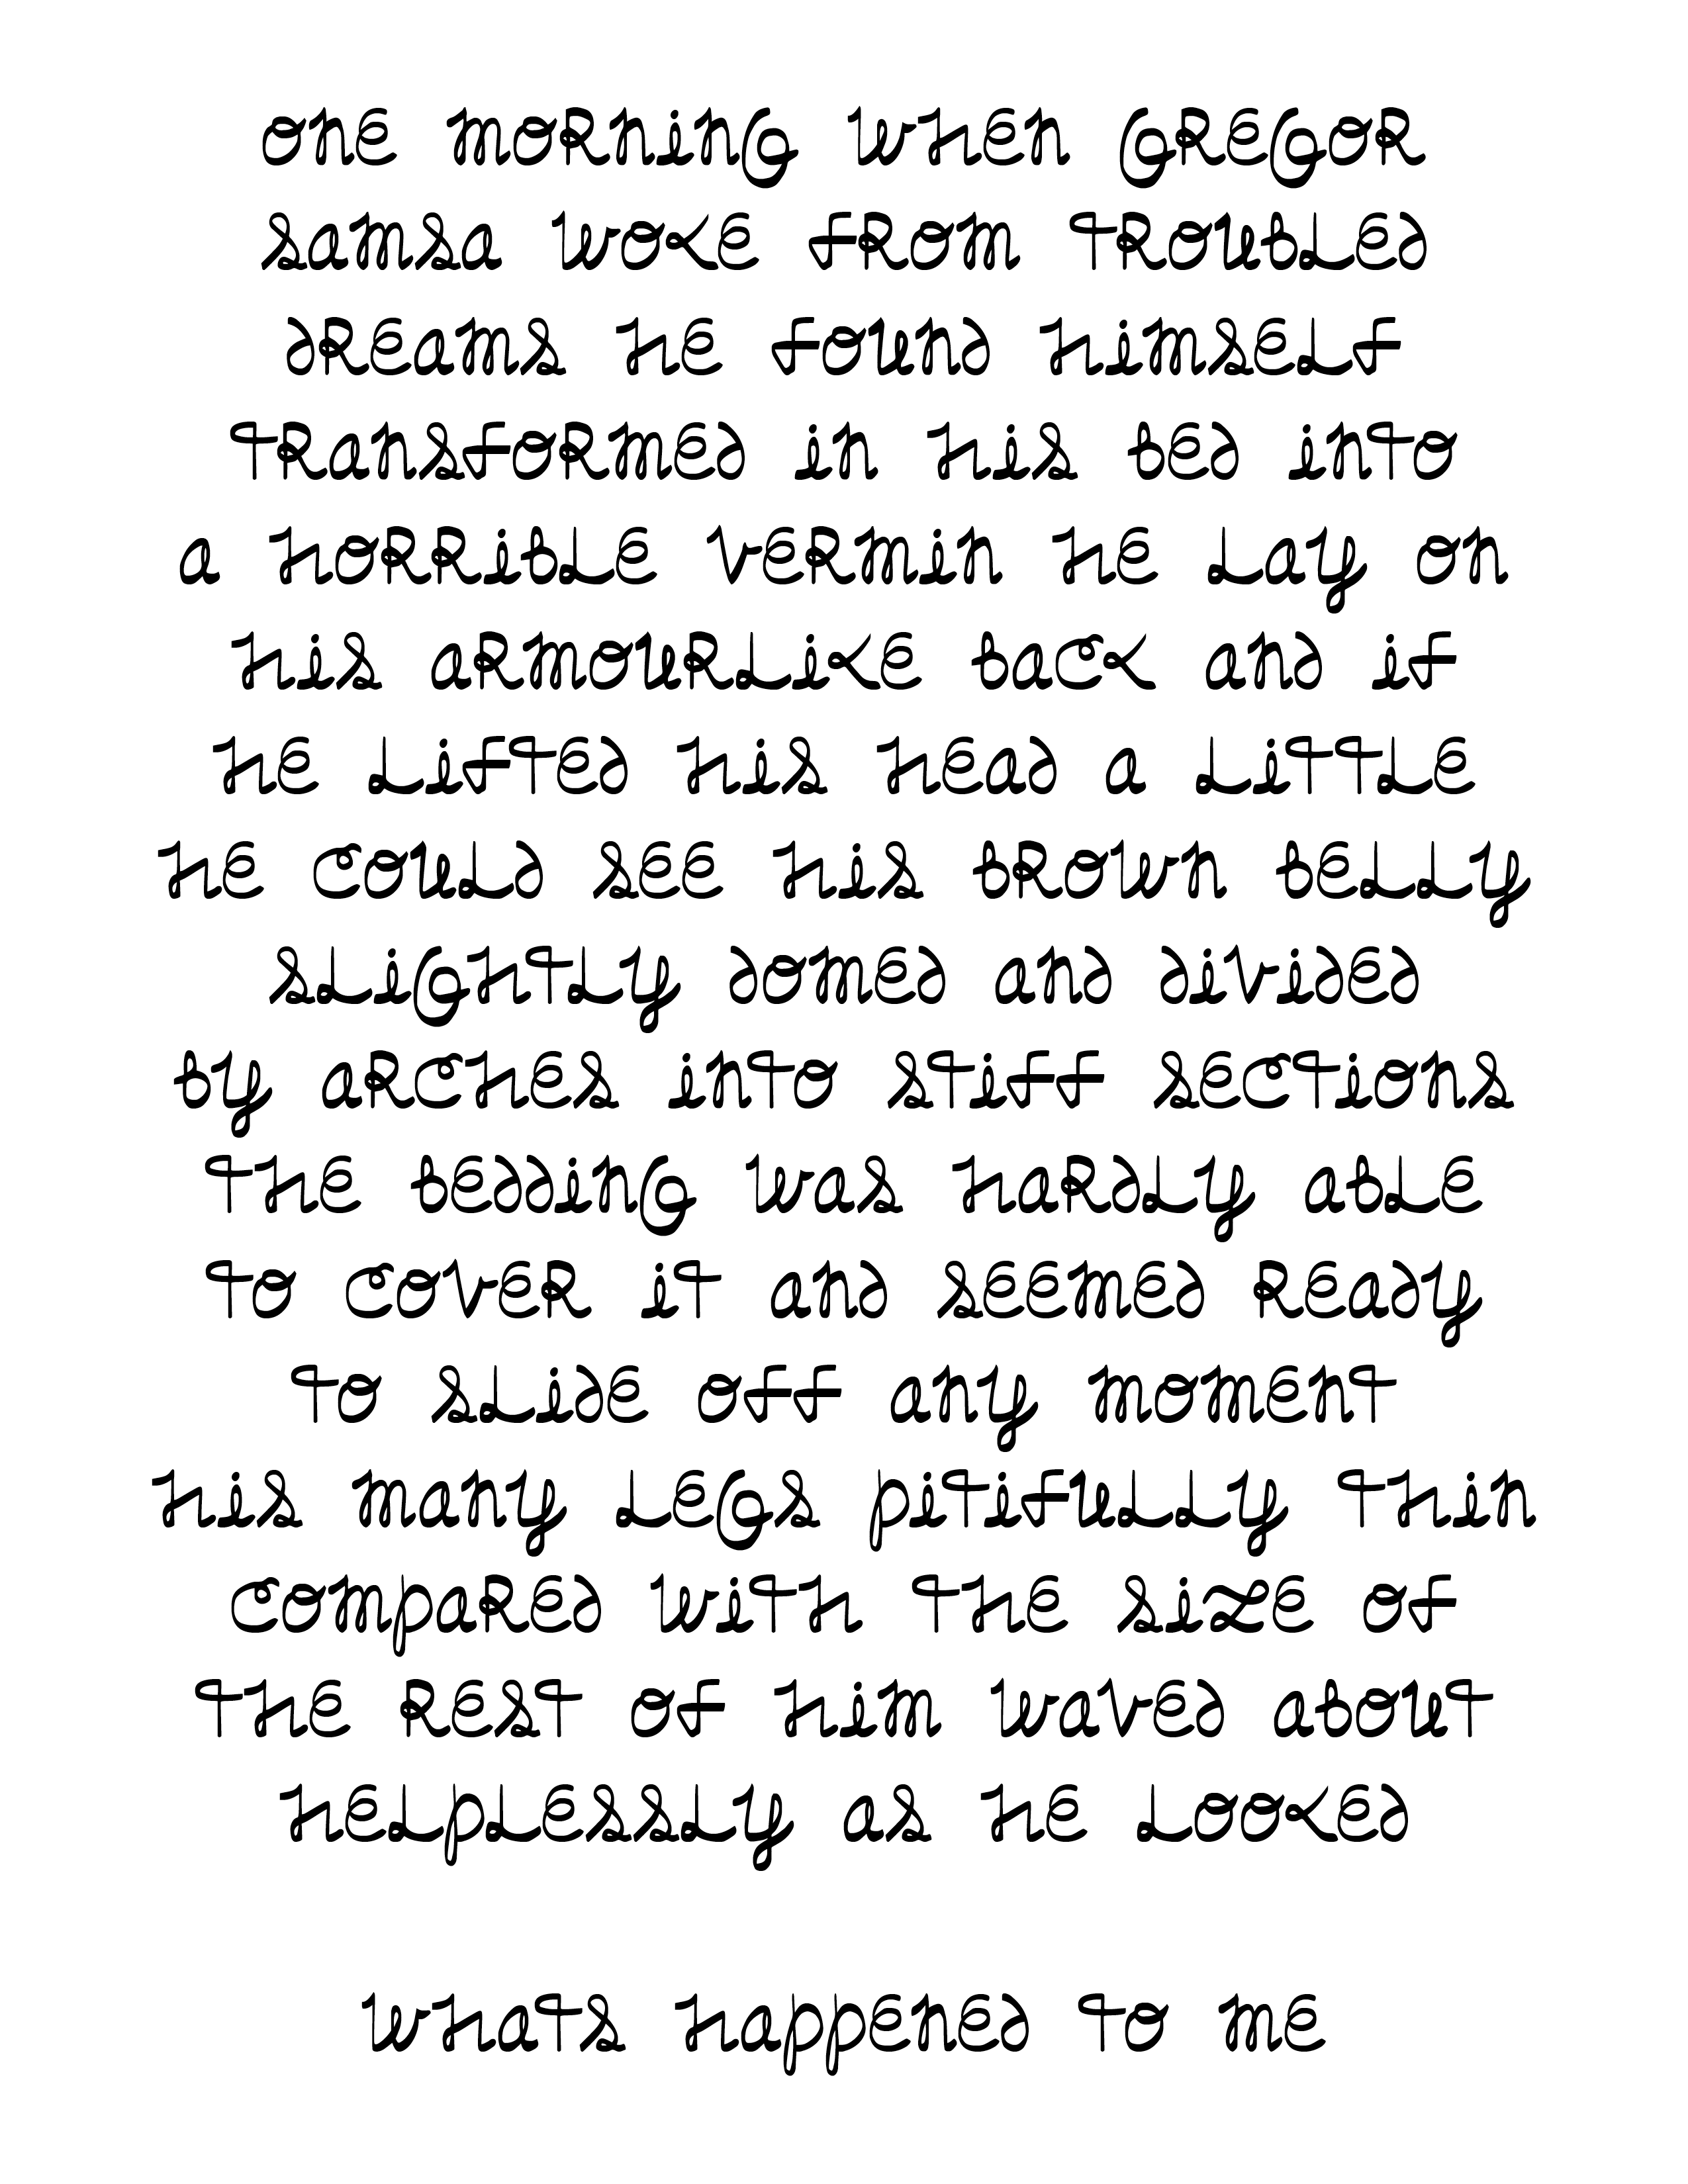 one morning when gregor
samsa woke from troubled
dreams he found himself
transformed in his bed into
a horrible vermin he lay on
his armourlike back and if
he lifted his head a little
he could see his brown belly
slightly domed and divided
by arches into stiff sections
the bedding was hardly able
to cover it and seemed ready
to slide off any moment
his many legs pitifully thin
compared with the size of
the rest of him waved about
helplessly as he looked
whats happened to me